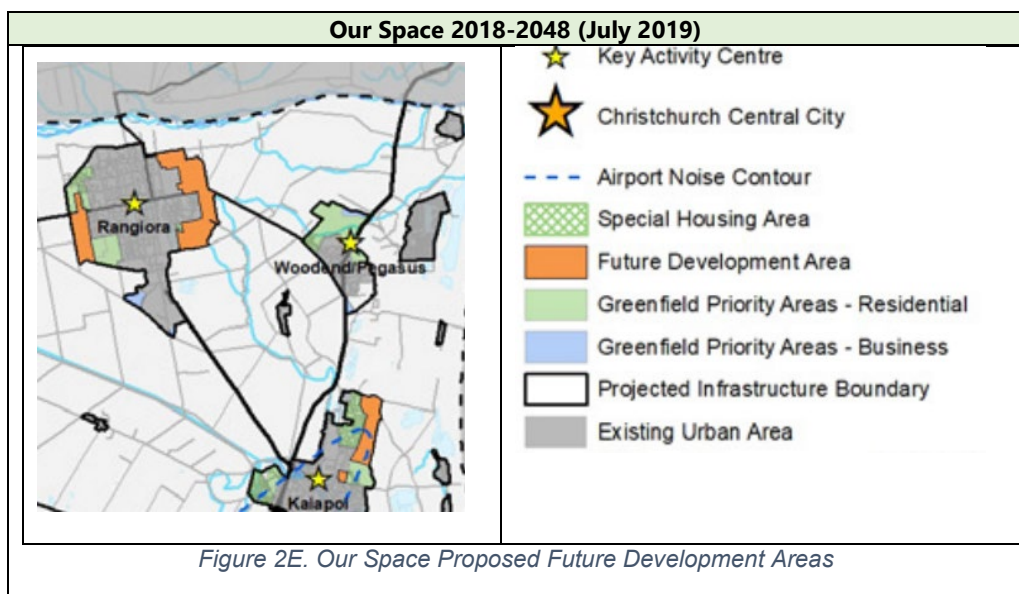 Our Space 2018-2048 (July 2019)
Rangiora
Woodend/Pegasus
Kaiapoi
Key Activity Centre
Christchurch Central City
Airport Noise Contour
Special Housing Area
Future Development Area
Greenfield Priority Areas - Residential
Greenfield Priority Areas - Business
Projected Infrastructure Boundary
Existing Urban Area
Figure 2E. Our Space Proposed Future Development Areas